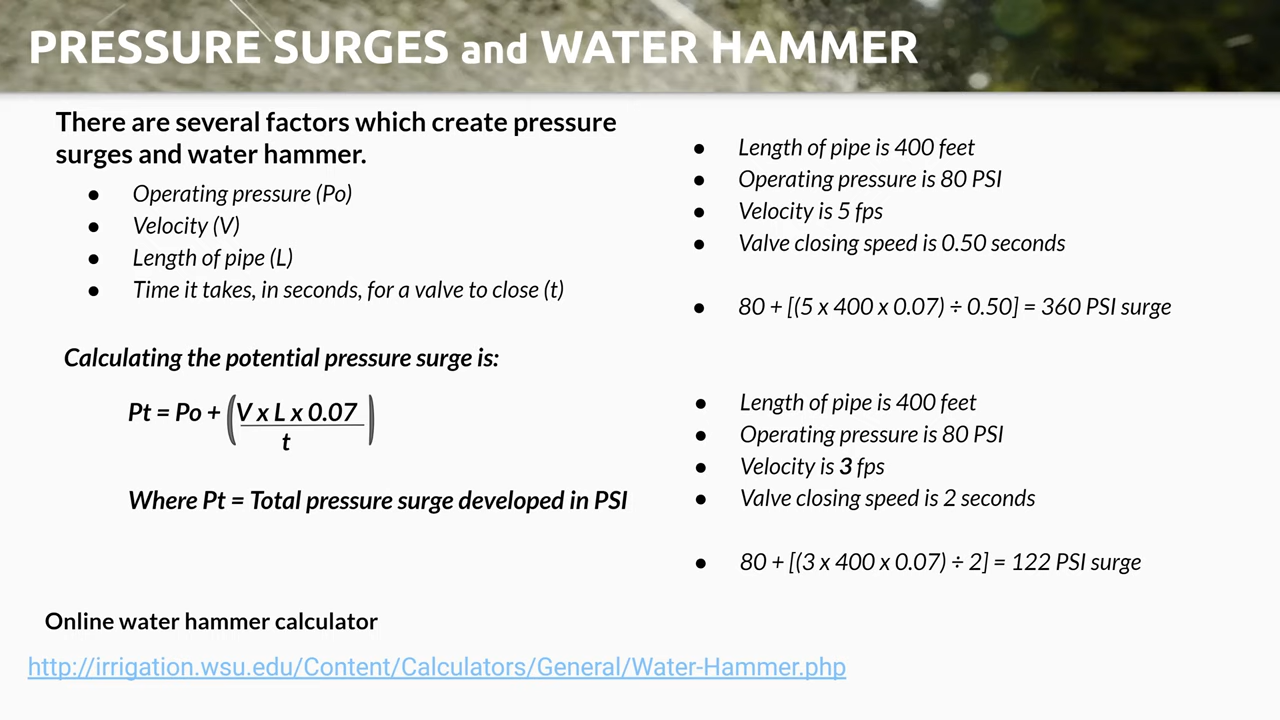 PRESSURE SURGES and WATER HAMMER
There are several factors which create pressure
surges and water hammer.
● Operating pressure (Po)
● Velocity (V)
● Length of pipe (L)
● Time it takes, in seconds, for a valve to close (t)
Calculating the potential pressure surge is:
Pt = Po + (V x L x 0.07)
t
Where Pt = Total pressure surge developed in PSI
Online water hammer calculator
http://irrigation.wsu.edu/Content/Calculators/General/Water-Hammer.php
● Length of pipe is 400 feet
● Operating pressure is 80 PSI
● Velocity is 5 fps
● Valve closing speed is 0.50 seconds
● 80 + [(5 x 400 x 0.07) ÷ 0.50] = 360 PSI surge
● Length of pipe is 400 feet
● Operating pressure is 80 PSI
● Velocity is 3 fps
● Valve closing speed is 2 seconds
● 80 + [(3 x 400 x 0.07) ÷ 2] = 122 PSI surge